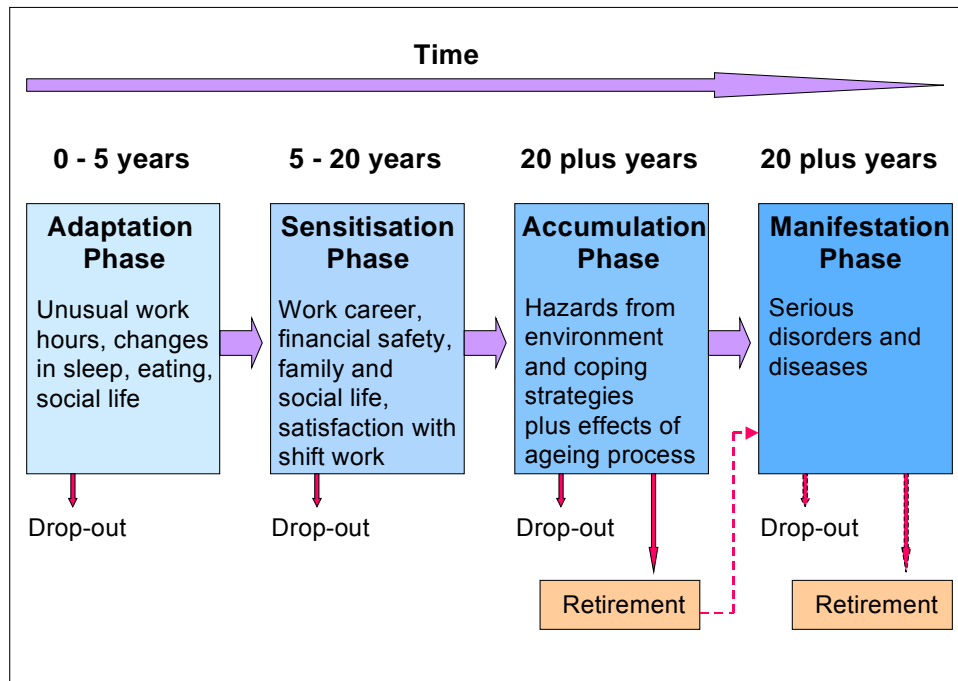 Time
0 - 5 years
5 - 20 years
20 plus years
20 plus years
Adaptation
Phase
Unusual work
hours, changes
in sleep, eating,
social life
Sensitisation
Phase
Work career,
financial safety,
family and
social life,
satisfaction with
shift work
Accumulation
Phase
Hazards from
environment
and coping
strategies
plus effects of
ageing process
Manifestation
Phase
Serious
disorders and
diseases
Drop-out
Drop-out
Drop-out
Drop-out
Retirement
Retirement